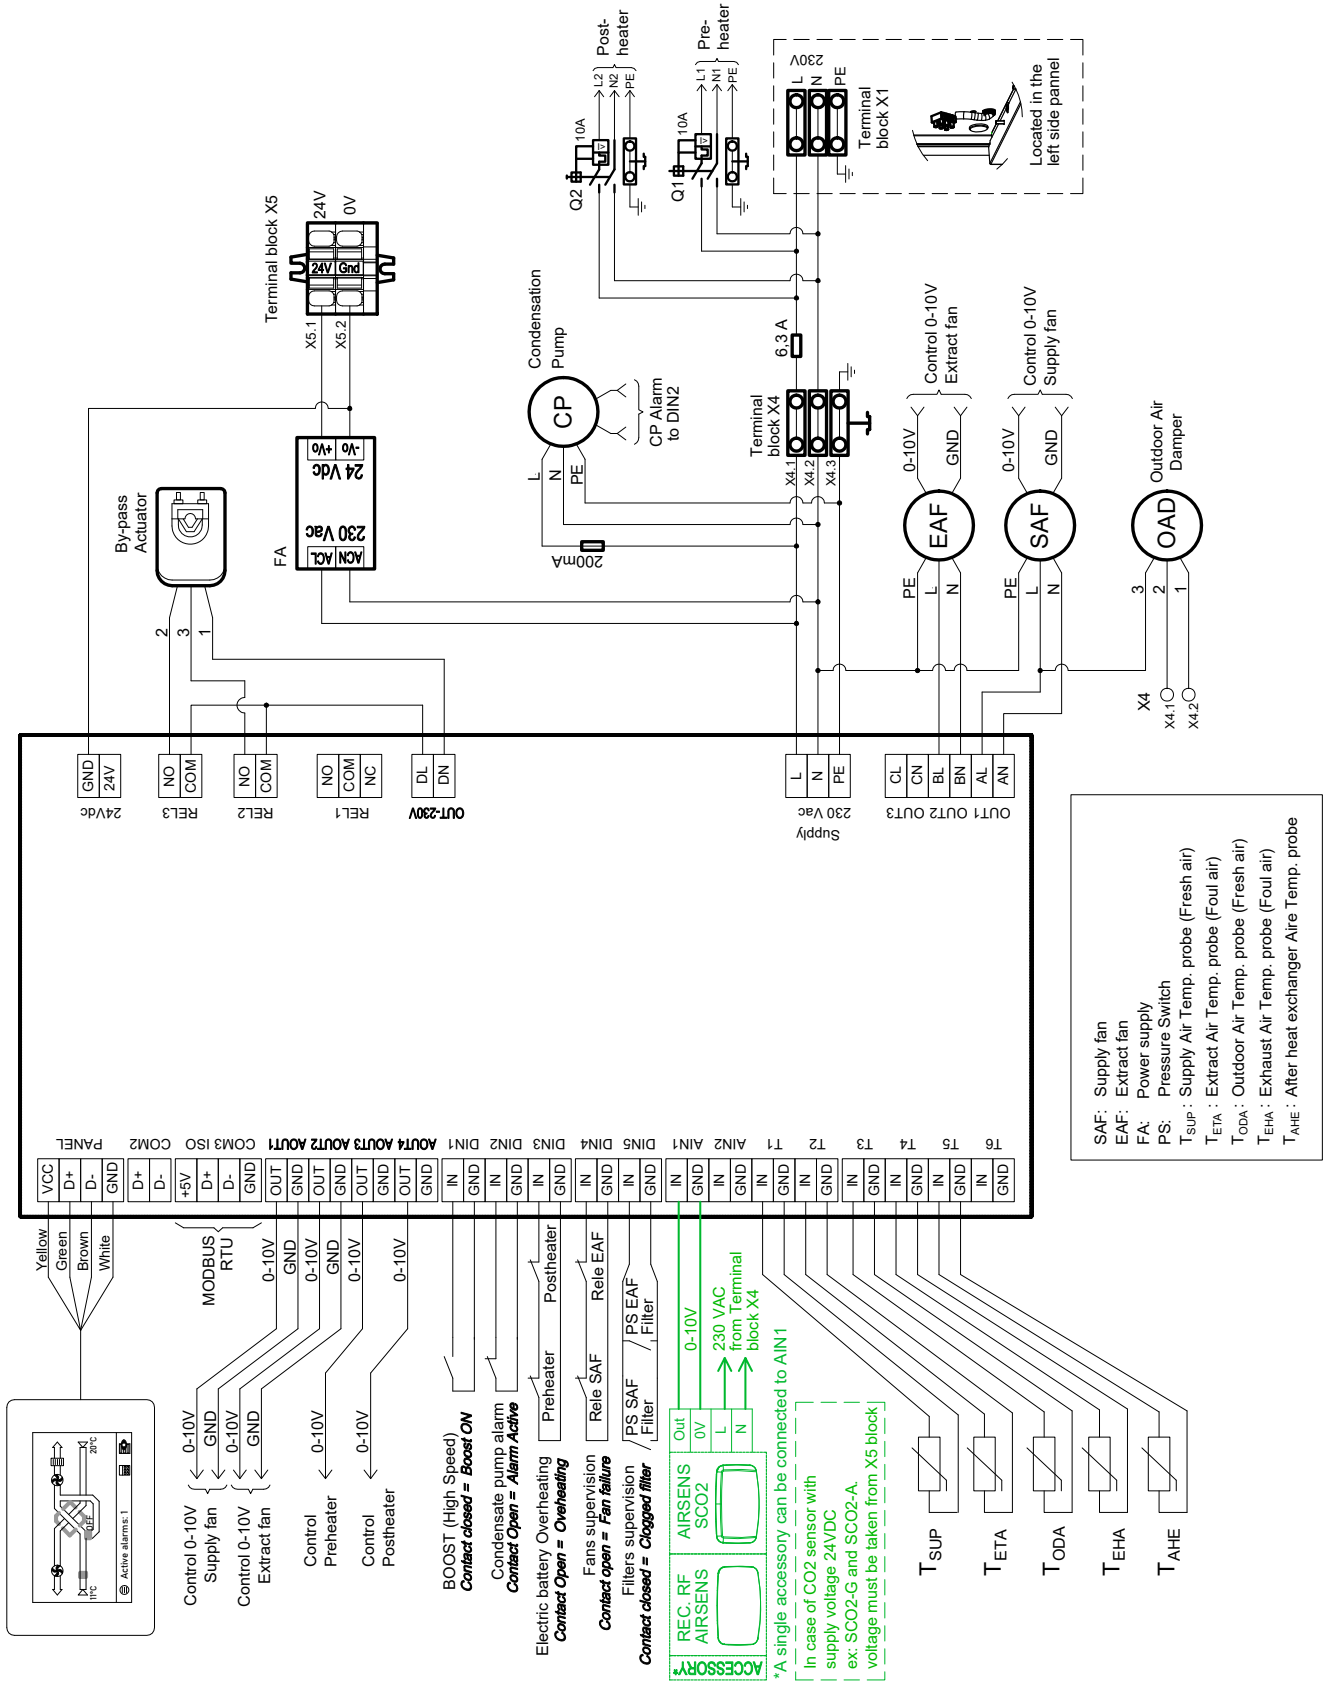 Post-
heater
Pre-
heater
L2
N2
PE
L1
N1
PE
10A
10A
Q2
Q1
230V
L
N
PE
Terminal
block X1
Located in the
left side pannel
Terminal block X5
24V
0V
24V
Gnd
X5.1
X5.2
Condensation
Pump
CP
CP Alarm
to DIN2
L
N
PE
200mA
6,3 A
Terminal
block X4
X4.1
X4.2
X4.3
Control 0-10V
Extract fan
Control 0-10V
Supply fan
0-10V
GND
0-10V
GND
EAF
SAF
OAD
Outdoor Air
Damper
PE
L
N
PE
L
N
3
2
1
X4
X4.1
X4.2
By-pass
Actuator
2
3
1
FA
+Vo
-Vo
24 Vdc
230 Vac
ACL
ACN
GND
24V
24Vdc
NO
COM
REL3
NO
COM
REL2
NO
COM
NC
REL1
DL
DN
OUT-230V
L
N
PE
230 Vac
Supply
CL
CN
BL
BN
AL
AN
OUT3
OUT2
OUT1
PANEL
COM2
COM3 ISO
AOUT1
AOUT2
AOUT3
AOUT4
DIN1
DIN2
DIN3
DIN4
DIN5
AIN1
AIN2
T1
T2
T3
T4
T5
T6
VCC
D+
D-
GND
D+
D-
+5V
D+
D-
GND
OUT
GND
OUT
GND
OUT
GND
OUT
GND
IN
GND
IN
GND
IN
GND
IN
GND
IN
GND
IN
GND
IN
GND
IN
GND
IN
GND
IN
GND
IN
GND
IN
GND
IN
GND
Yellow
Green
Brown
White
MODBUS
RTU
0-10V
GND
0-10V
GND
0-10V
0-10V
0-10V
GND
0-10V
GND
0-10V
0-10V
Control 0-10V
Supply fan
Control 0-10V
Extract fan
Control
Preheater
Control
Postheater
11°C
OFF
20°C
Active alarms: 1
BOOST (High Speed)
Contact closed = Boost ON
Condensate pump alarm
Contact Open = Alarm Active
Electric battery Overheating
Contact Open = Oveheating
Preheater
Postheater
Fans supervision
Contact open = Fan failure
Rele SAF
Rele EAF
Filters supervision
Contact closed = Clogged filter
PS SAF
Filter
PS EAF
Filter
0-10V
230 VAC
from Terminal
block X4
Out
0V
L
N
AIRSENS
SCO2
REC. RF
AIRSENS
ACCESSORY*
*A single accessory can be connected to AIN1
In case of CO2 sensor with
supply voltage 24VDC
ex: SCO2-G and SCO2-A.
voltage must be taken from X5 block
TSUP
TETA
TODA
TEHA
TAHE
SAF: Supply fan
EAF: Extract fan
FA: Power supply
PS: Pressure Switch
TSUP: Supply Air Temp. probe (Fresh air)
TETA: Extract Air Temp. probe (Foul air)
TODA: Outdoor Air Temp. probe (Fresh air)
TEHA: Exhaust Air Temp. probe (Foul air)
TAHE: After heat exchanger Aire Temp. probe